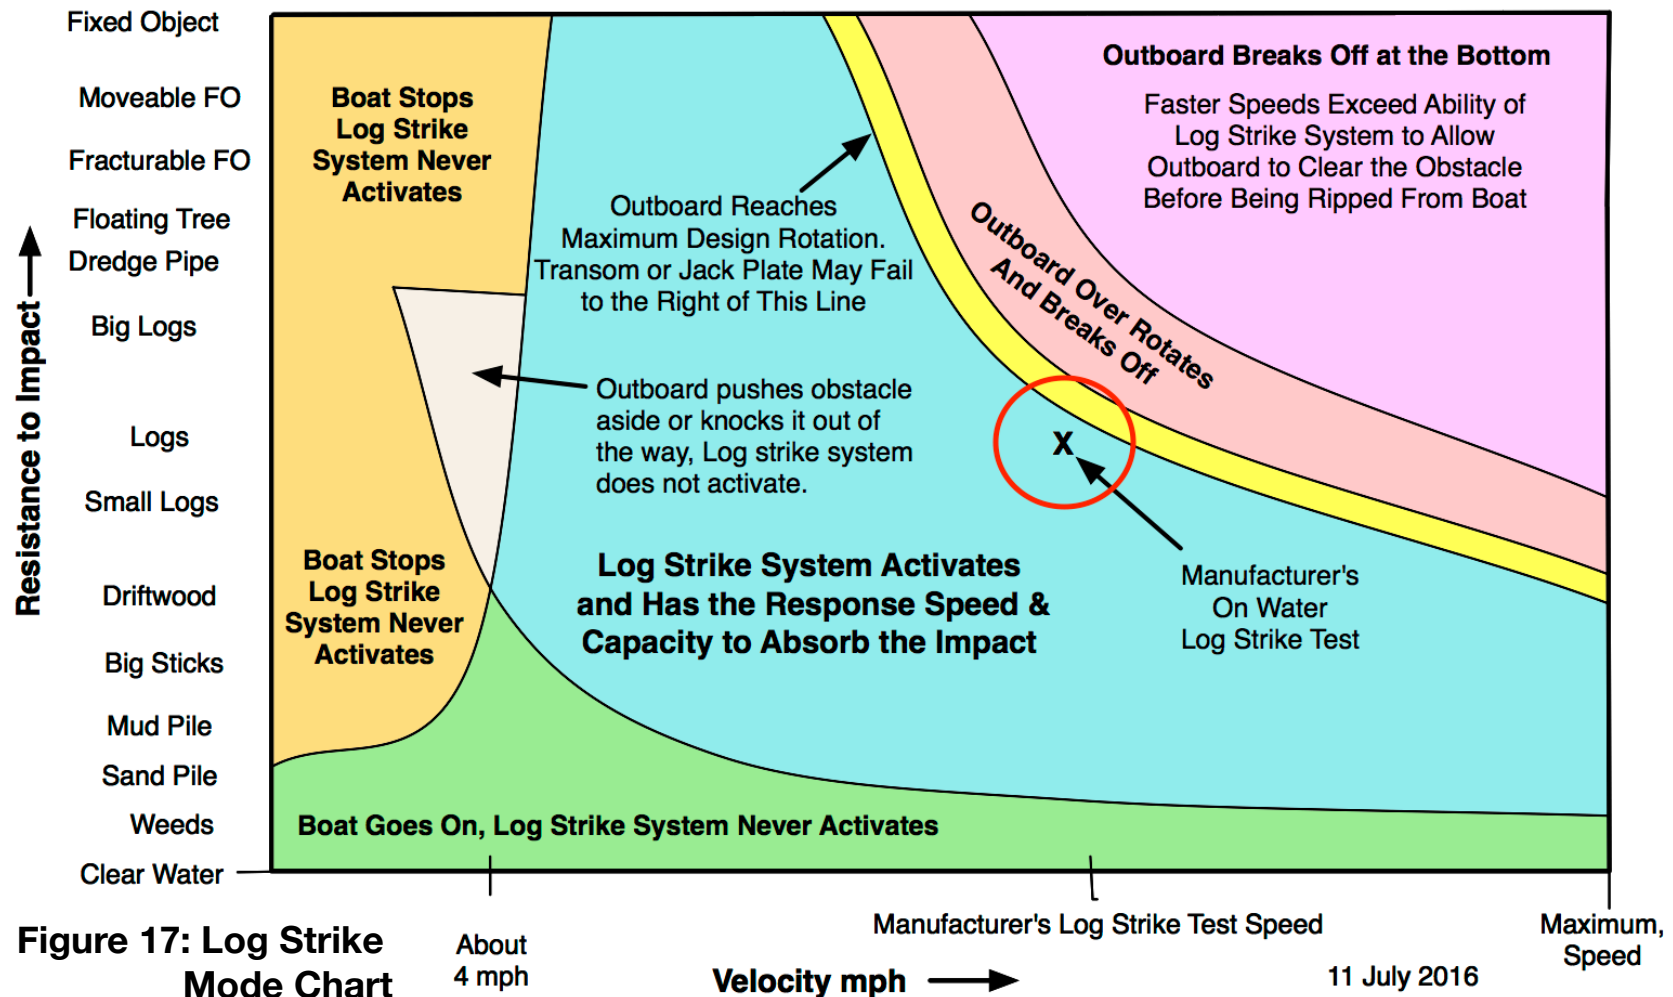 Fixed Object
Moveable FO
Fracturable FO
Floating Tree
Dredge Pipe
Big Logs
Logs
Small Logs
Driftwood
Big Sticks
Mud Pile
Sand Pile
Weeds
Clear Water
Resistance to Impact
Boat Stops
Log Strike
System Never
Activates
Outboard Reaches
Maximum Design Rotation.
Transom or Jack Plate May Fail
to the Right of This Line
Outboard Breaks Off at the Bottom
Faster Speeds Exceed Ability of
Log Strike System to Allow
Outboard to Clear the Obstacle
Before Being Ripped From Boat
Outboard Over Rotates
And Breaks Off
Outboard pushes obstacle
aside or knocks it out of
the way, Log strike system
does not activate.
X
Boat Stops
Log Strike
System Never
Activates
Log Strike System Activates
and Has the Response Speed &
Capacity to Absorb the Impact
Manufacturer's
On Water
Log Strike Test
Boat Goes On, Log Strike System Never Activates
About
4 mph
Manufacturer's Log Strike Test Speed
Maximum,
Speed
Velocity mph
11 July 2016
Figure 17: Log Strike
Mode Chart